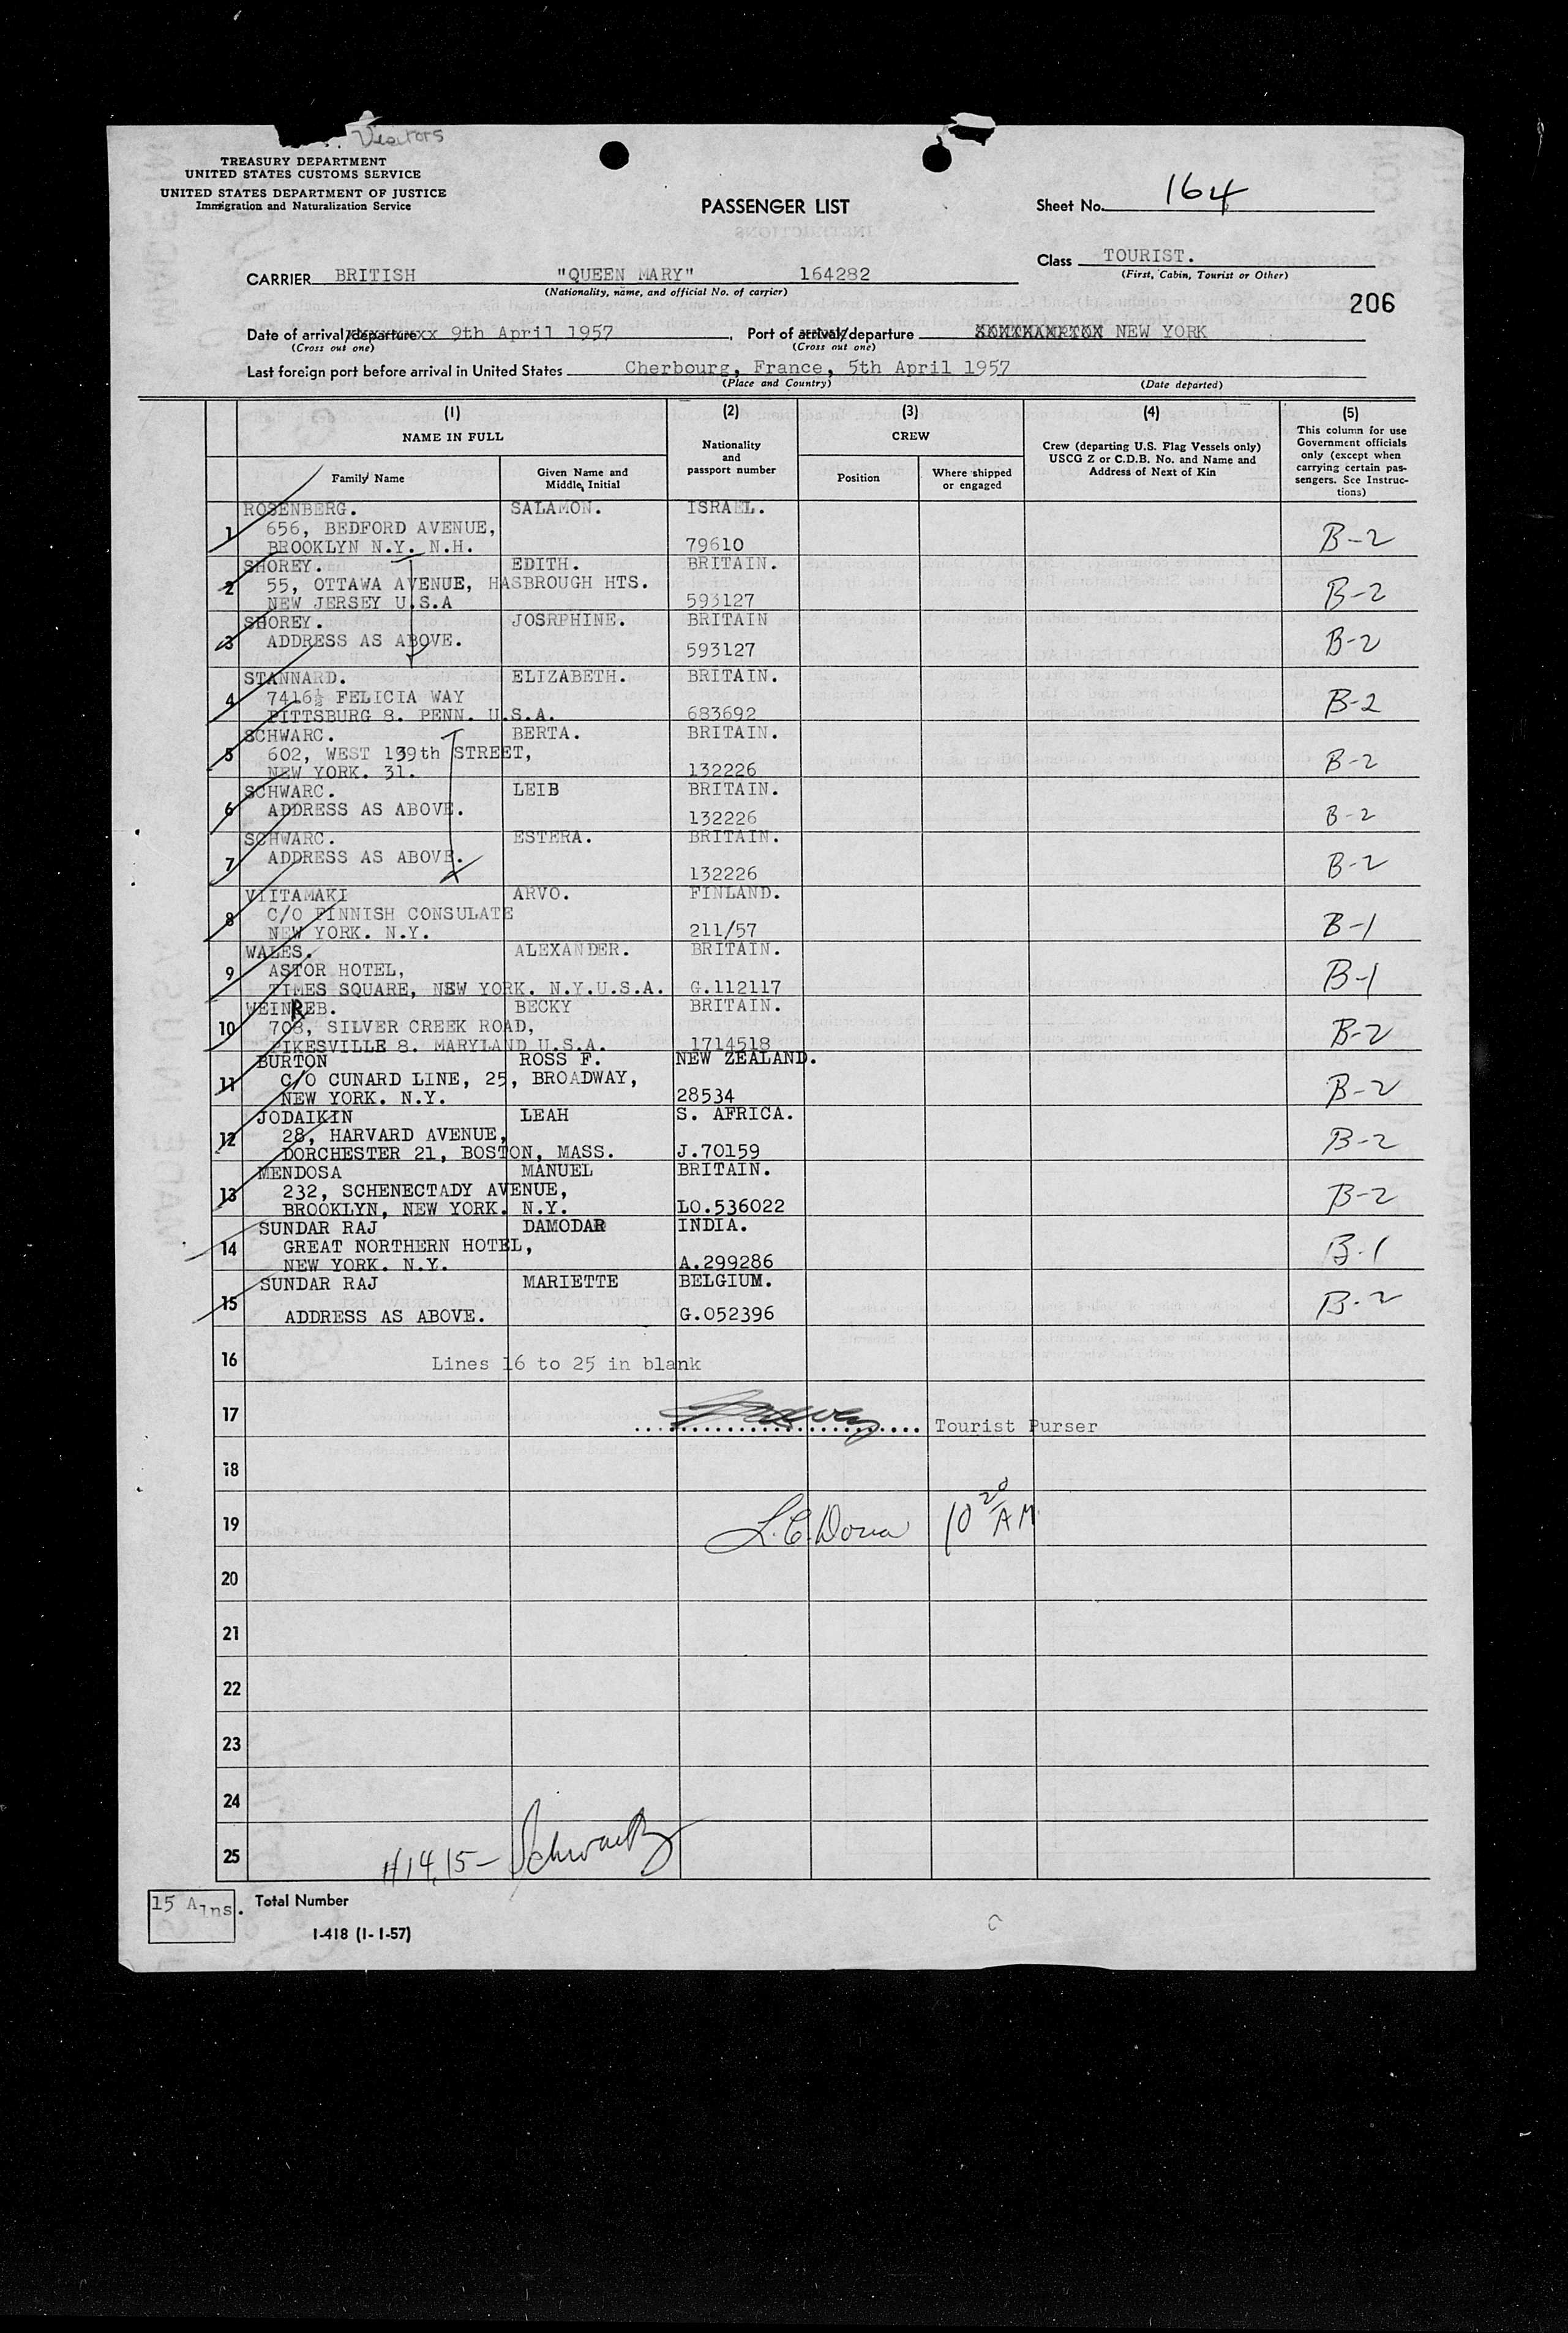 Visitors
TREASURY DEPARTMENT
UNITED STATES CUSTOMS SERVICE
UNITED STATES DEPARTMENT OF JUSTICE
Immigration and Naturalization Service
PASSENGER LIST
Sheet No. 164
Class TOURIST.
(First, Cabin, Tourist or Other)
CARRIER BRITISH "QUEEN MARY" 164282
(Nationality, name, and official No. of carrier)
206
Date of arrival/departure xx 9th April 1957, Port of arrival/departure SOUTHAMPTON NEW YORK
(Cross out one) (Cross out one)
Last foreign port before arrival in United States Cherbourg, France, 5th April 1957
(Place and Country) (Date departed)
(1) (2) (3) (4) (5)
NAME IN FULL
Family Name
Given Name and Middle Initial
Nationality and passport number
CREW
Position
Where shipped or engaged
Crew (departing U.S. Flag Vessels only)
USCG Z or C.D.B. No. and Name and
Address of Next of Kin
This column for use
Government officials
only (except when
carrying certain pas-
sengers. See Instruc-
tions)
ROSENBERG. SALAMON. ISRAEL.
1 656, BEDFORD AVENUE, B-2
BROOKLYN N.Y. N.H. 79610
SHOREY. EDITH. BRITAIN.
2 55, OTTAWA AVENUE, HASBROUGH HTS. B-2
NEW JERSEY U.S.A 593127
SHOREY. JOSRPHINE. BRITAIN
3 ADDRESS AS ABOVE. 593127 B-2
STANNARD. ELIZABETH. BRITAIN.
4 7416½ FELICIA WAY B-2
PITTSBURG 8. PENN. U.S.A. 683692
SCHWARC. BERTA. BRITAIN.
5 602, WEST 139th STREET, B-2
NEW YORK. 31. 132226
SCHWARC. LEIB BRITAIN.
6 ADDRESS AS ABOVE. 132226 B-2
SCHWARC. ESTERA. BRITAIN.
7 ADDRESS AS ABOVE. 132226 B-2
VIITAMAKI ARVO. FINLAND.
8 C/O FINNISH CONSULATE B-1
NEW YORK. N.Y. 211/57
WALES. ALEXANDER. BRITAIN.
9 ASTOR HOTEL, B-1
TIMES SQUARE, NSW YORK. N.Y.U.S.A. G.112117
WEINREB. BECKY BRITAIN.
10 708, SILVER CREEK ROAD, B-2
PIKESVILLE 8. MARYLAND U.S.A. 1714518
BURTON ROSS F. NEW ZEALAND.
11 C/O CUNARD LINE, 25, BROADWAY, B-2
NEW YORK. N.Y. 28534
JODAIKIN LEAH S. AFRICA.
12 28, HARVARD AVENUE, B-2
DORCHESTER 21, BOSTON, MASS. J.70159
MENDOSA MANUEL BRITAIN.
13 232, SCHENECTADY AVENUE, B-2
BROOKLYN, NEW YORK. N.Y. LO.536022
SUNDAR RAJ DAMODAR INDIA.
14 GREAT NORTHERN HOTEL, B-1
NEW YORK. N.Y. A.299286
SUNDAR RAJ MARIETTE BELGIUM.
15 ADDRESS AS ABOVE. G.052396 B-2
16 Lines 16 to 25 in blank
17 Tourist Purser
18
19 10 20 AM
20
21
22
23
24
25 #14,15- Schwartz
15 Alns. Total Number
I-418 (1-1-57)